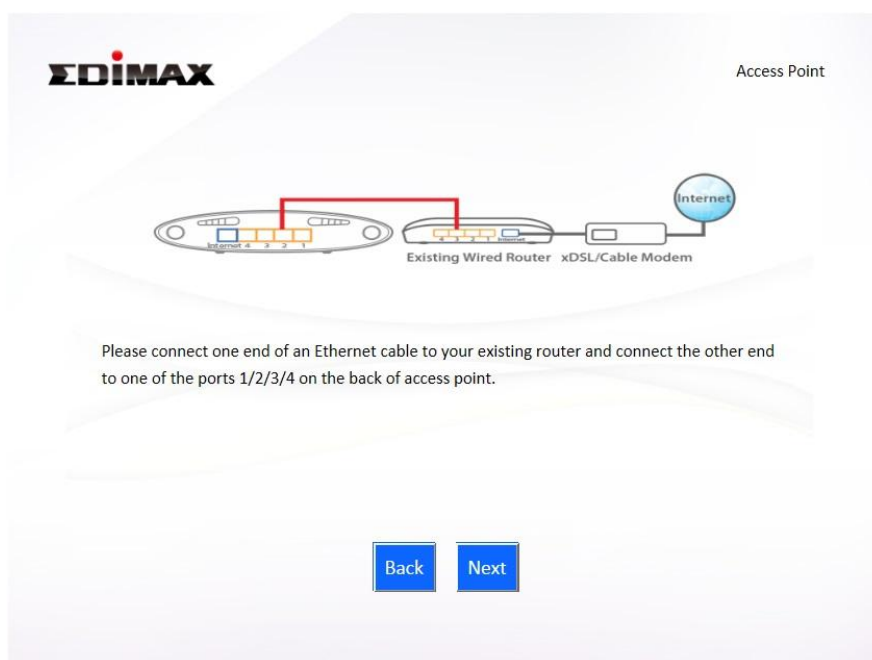 EDIMAX
Access Point
Internet
Internet 4 3 2 1
4 3 2 1 Internet
Existing Wired Router xDSL/Cable Modem
Please connect one end of an Ethernet cable to your existing router and connect the other end
to one of the ports 1/2/3/4 on the back of access point.
Back Next